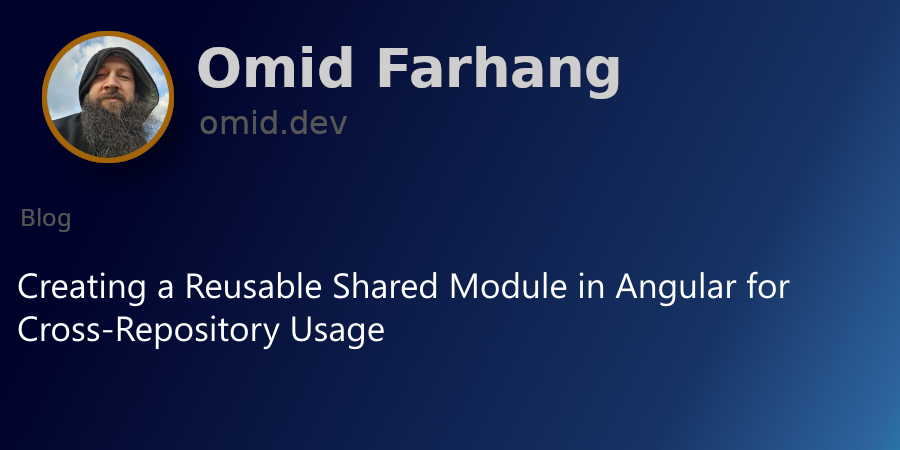 Omid Farhang
omid.dev
Blog
Creating a Reusable Shared Module in Angular for
Cross-Repository Usage